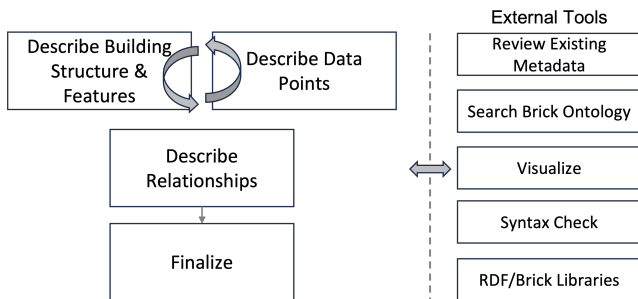 Describe Building
Structure &
Features
Describe Data
Points
Describe
Relationships
Finalize
External Tools
Review Existing
Metadata
Search Brick Ontology
Visualize
Syntax Check
RDF/Brick Libraries